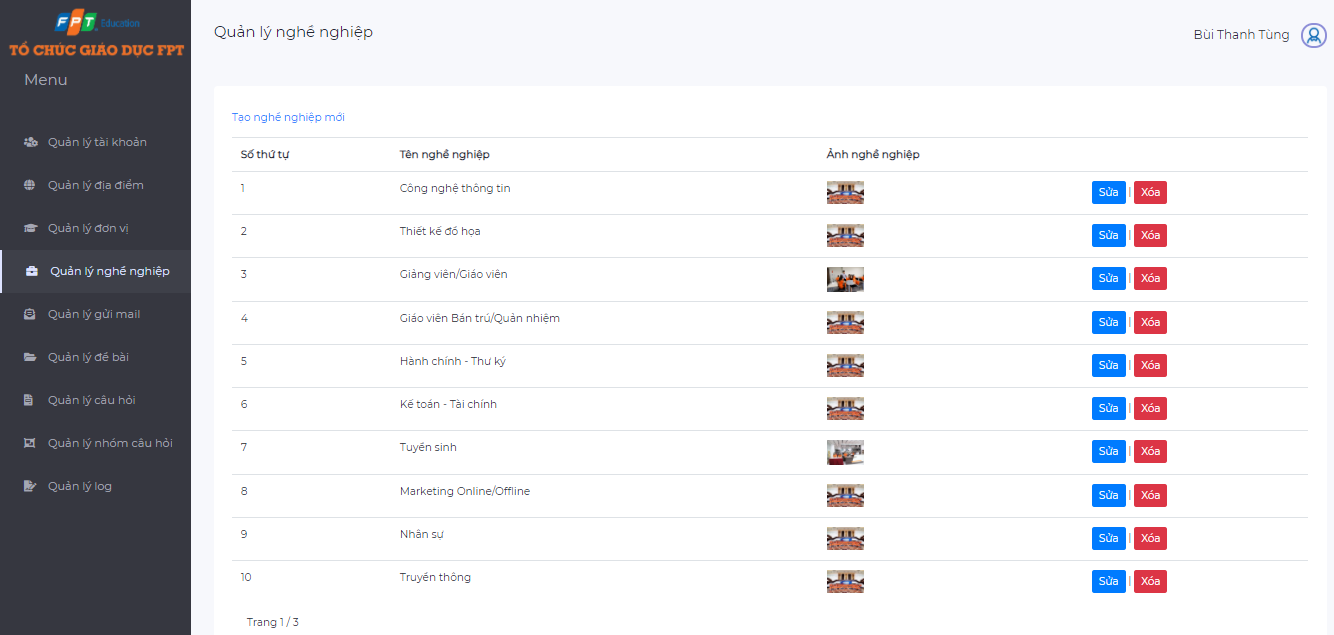 FPT Education
TỔ CHỨC GIÁO DỤC FPT
Menu
Quản lý tài khoản
Quản lý địa điểm
Quản lý đơn vị
Quản lý nghề nghiệp
Quản lý gửi mail
Quản lý đề bài
Quản lý câu hỏi
Quản lý nhóm câu hỏi
Quản lý log
Quản lý nghề nghiệp
Bùi Thanh Tùng
Tạo nghề nghiệp mới
Số thứ tự Tên nghề nghiệp Ảnh nghề nghiệp
1 Công nghệ thông tin Sửa | Xóa
2 Thiết kế đồ họa Sửa | Xóa
3 Giảng viên/Giáo viên Sửa | Xóa
4 Giáo viên Bán trú/Quản nhiệm Sửa | Xóa
5 Hành chính - Thư ký Sửa | Xóa
6 Kế toán - Tài chính Sửa | Xóa
7 Tuyển sinh Sửa | Xóa
8 Marketing Online/Offline Sửa | Xóa
9 Nhân sự Sửa | Xóa
10 Truyền thông Sửa | Xóa
Trang 1 / 3